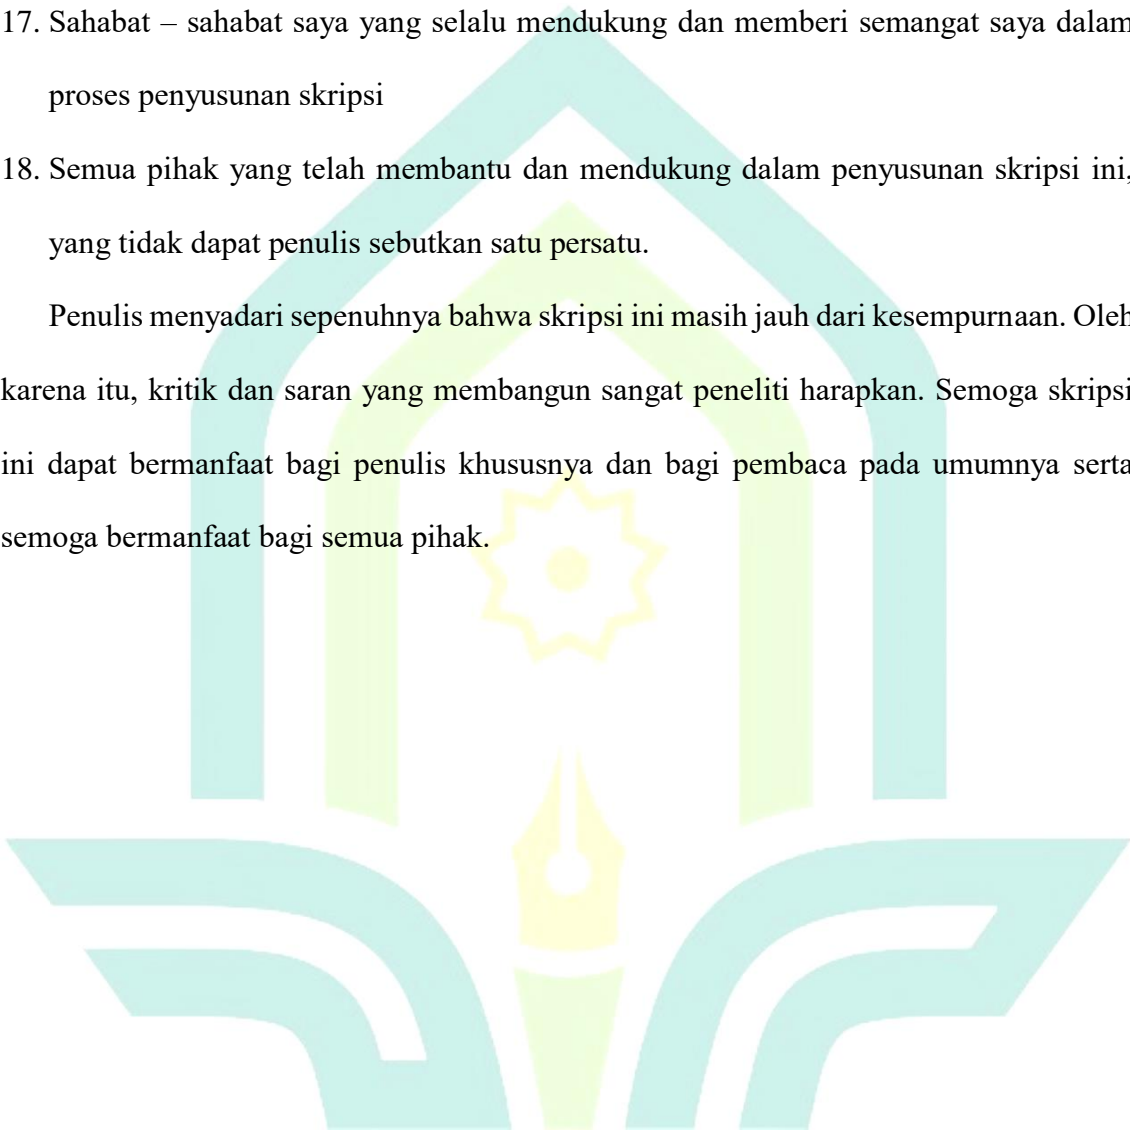 17. Sahabat – sahabat saya yang selalu mendukung dan memberi semangat saya dalam
proses penyusunan skripsi
18. Semua pihak yang telah membantu dan mendukung dalam penyusunan skripsi ini,
yang tidak dapat penulis sebutkan satu persatu.
Penulis menyadari sepenuhnya bahwa skripsi ini masih jauh dari kesempurnaan. Oleh
karena itu, kritik dan saran yang membangun sangat peneliti harapkan. Semoga skripsi
ini dapat bermanfaat bagi penulis khususnya dan bagi pembaca pada umumnya serta
semoga bermanfaat bagi semua pihak.